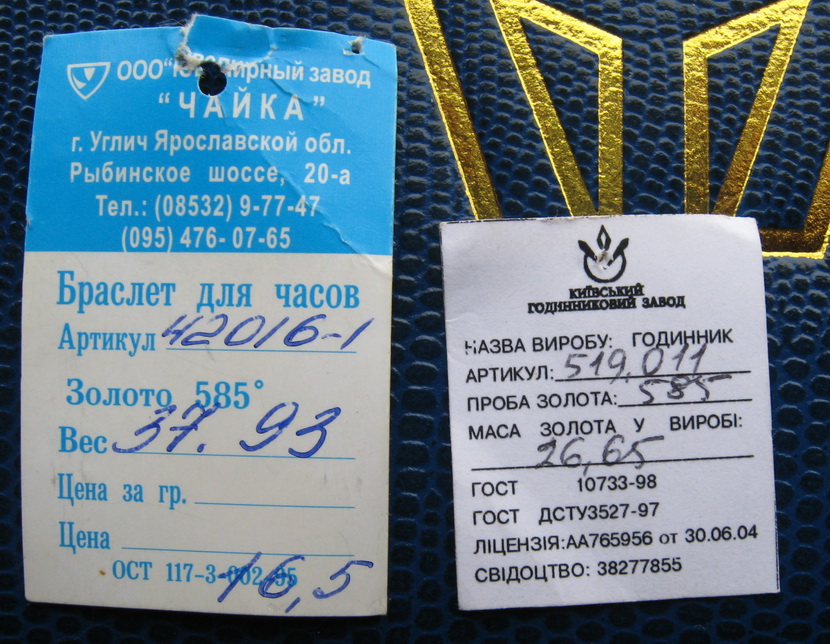 ООО "Ювелирный завод
"ЧАЙКА"
г. Углич Ярославской обл.
Рыбинское шоссе, 20-а
Тел.: (08532) 9-77-47
(095) 476-07-65
Браслет для часов
Артикул 42016-1
Золото 585°
Вес 37.93
Цена за гр.
Цена
ОСТ 117-3-002-95
16,5
КИЇВСЬКИЙ
ГОДИННИКОВИЙ ЗАВОД
НАЗВА ВИРОБУ: ГОДИННИК
АРТИКУЛ: 519.011
ПРОБА ЗОЛОТА: 585
МАСА ЗОЛОТА У ВИРОБІ:
26,65
ГОСТ 10733-98
ГОСТ ДСТУ3527-97
ЛІЦЕНЗІЯ:АА765956 от 30.06.04
СВІДОЦТВО: 38277855